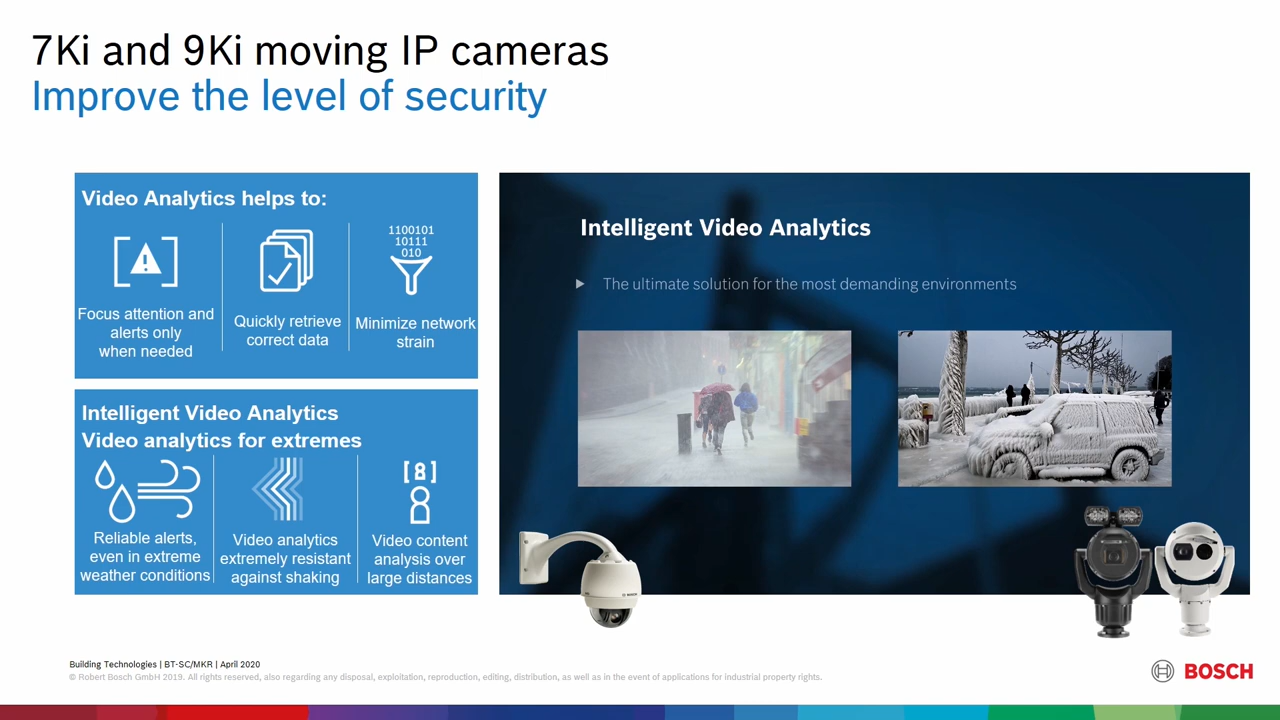 7Ki and 9Ki moving IP cameras
Improve the level of security
Video Analytics helps to:
1100101
10111
010
Focus attention and
alerts only
when needed
Quickly retrieve
correct data
Minimize network
strain
Intelligent Video Analytics
Video analytics for extremes
Reliable alerts,
even in extreme
weather conditions
Video analytics
extremely resistant
against shaking
Video content
analysis over
large distances
Intelligent Video Analytics
The ultimate solution for the most demanding environments
BOSCH
Building Technologies | BT-SC/MKR | April 2020
© Robert Bosch GmbH 2019. All rights reserved, also regarding any disposal, exploitation, reproduction, editing, distribution, as well as in the event of applications for industrial property rights.
BOSCH